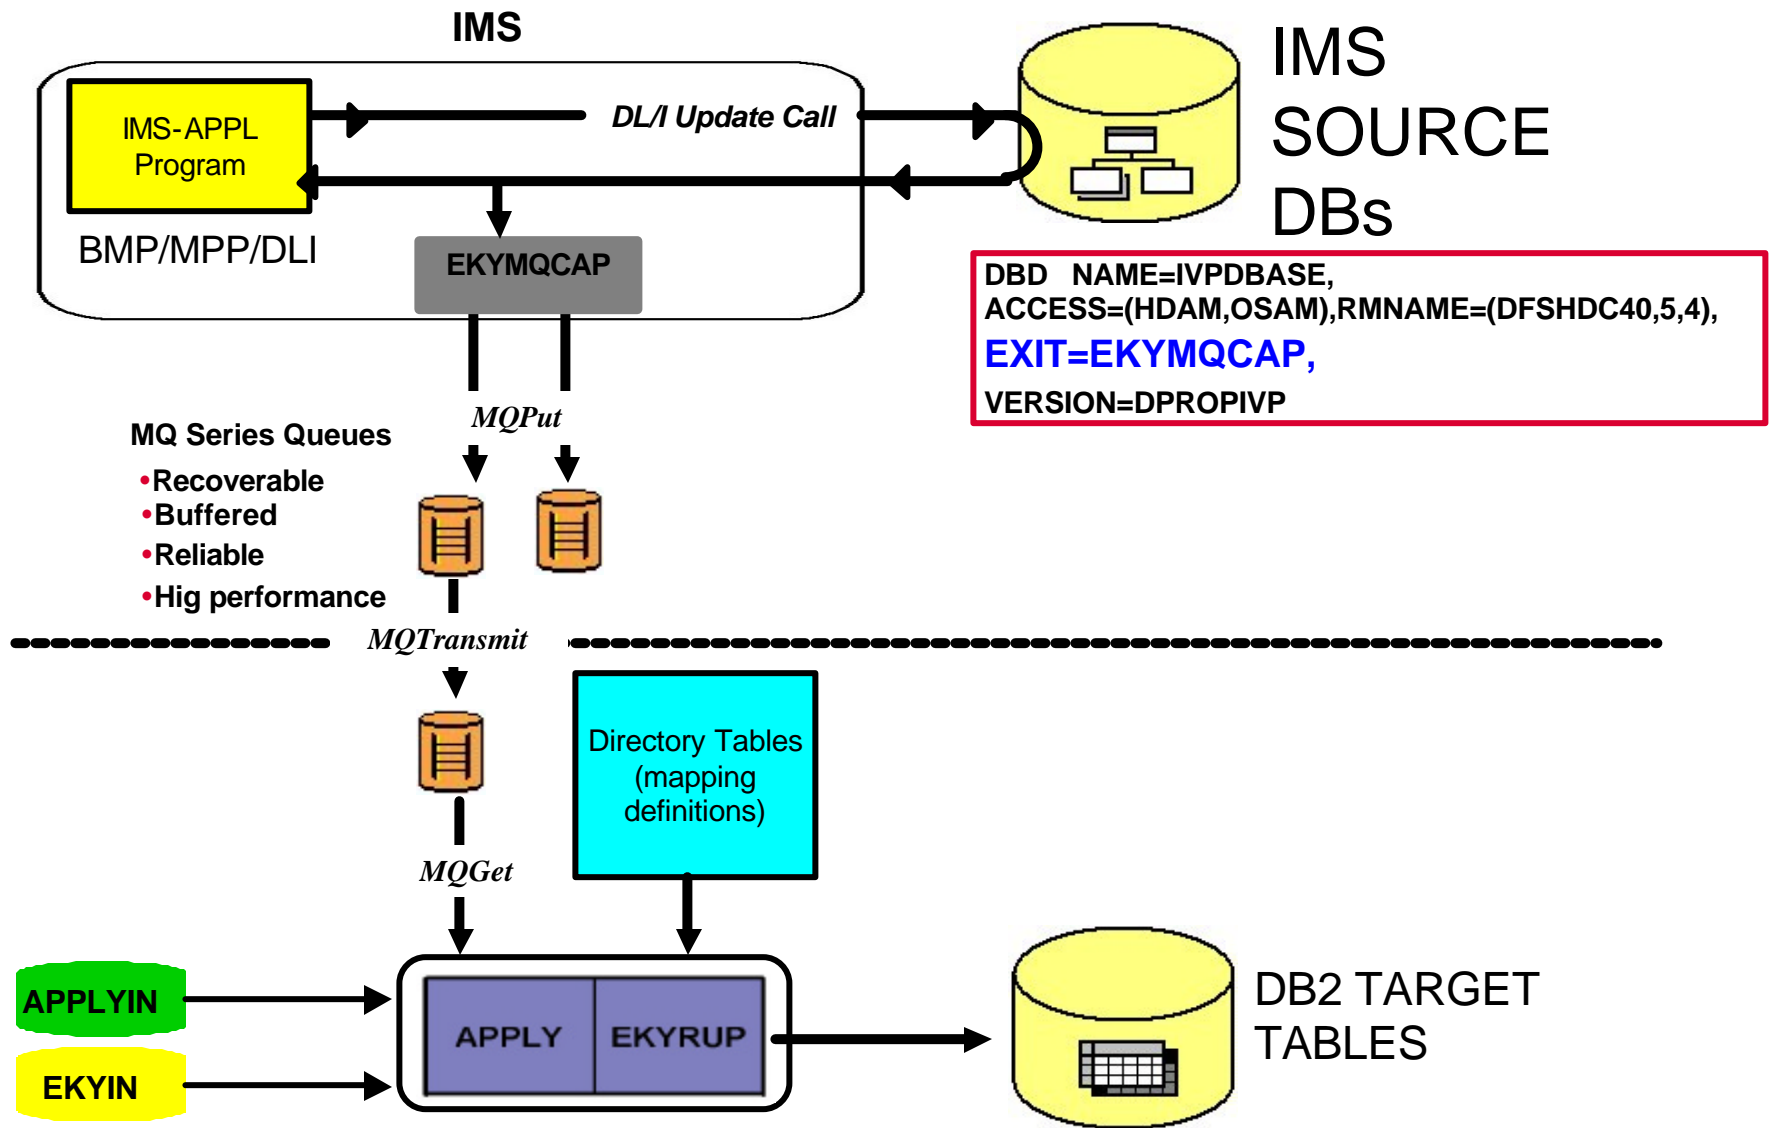 IMS
IMS
SOURCE
DBs
IMS-APPL
Program
DL/I Update Call
BMP/MPP/DLI
EKYMQCAP
DBD   NAME=IVPDBASE,
ACCESS=(HDAM,OSAM),RMNAME=(DFSHDC40,5,4),
EXIT=EKYMQCAP,
VERSION=DPROPIVP
MQPut
MQ Series Queues
•Recoverable
•Buffered
•Reliable
•Hig performance
MQTransmit
Directory Tables
(mapping
definitions)
MQGet
APPLYIN
EKYIN
APPLY
EKYRUP
DB2 TARGET
TABLES